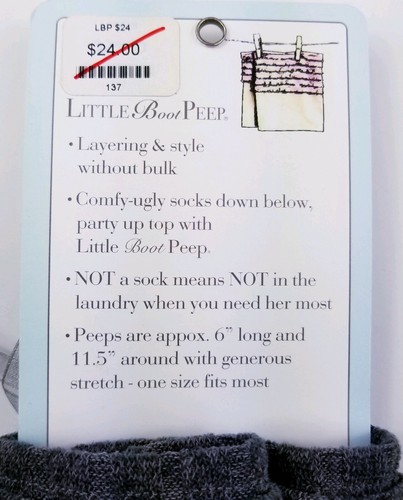 LBP $24
$24.00
137
LITTLE Boot PEEP®
• Layering & style
without bulk
• Comfy-ugly socks down below,
party up top with
Little Boot Peep®
• NOT a sock means NOT in the
laundry when you need her most
• Peeps are appox. 6” long and
11.5” around with generous
stretch - one size fits most